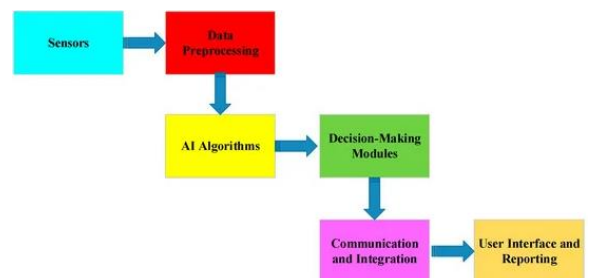 Sensors
Data
Preprocessing
AI Algorithms
Decision-Making
Modules
Communication
and Integration
User Interface and
Reporting